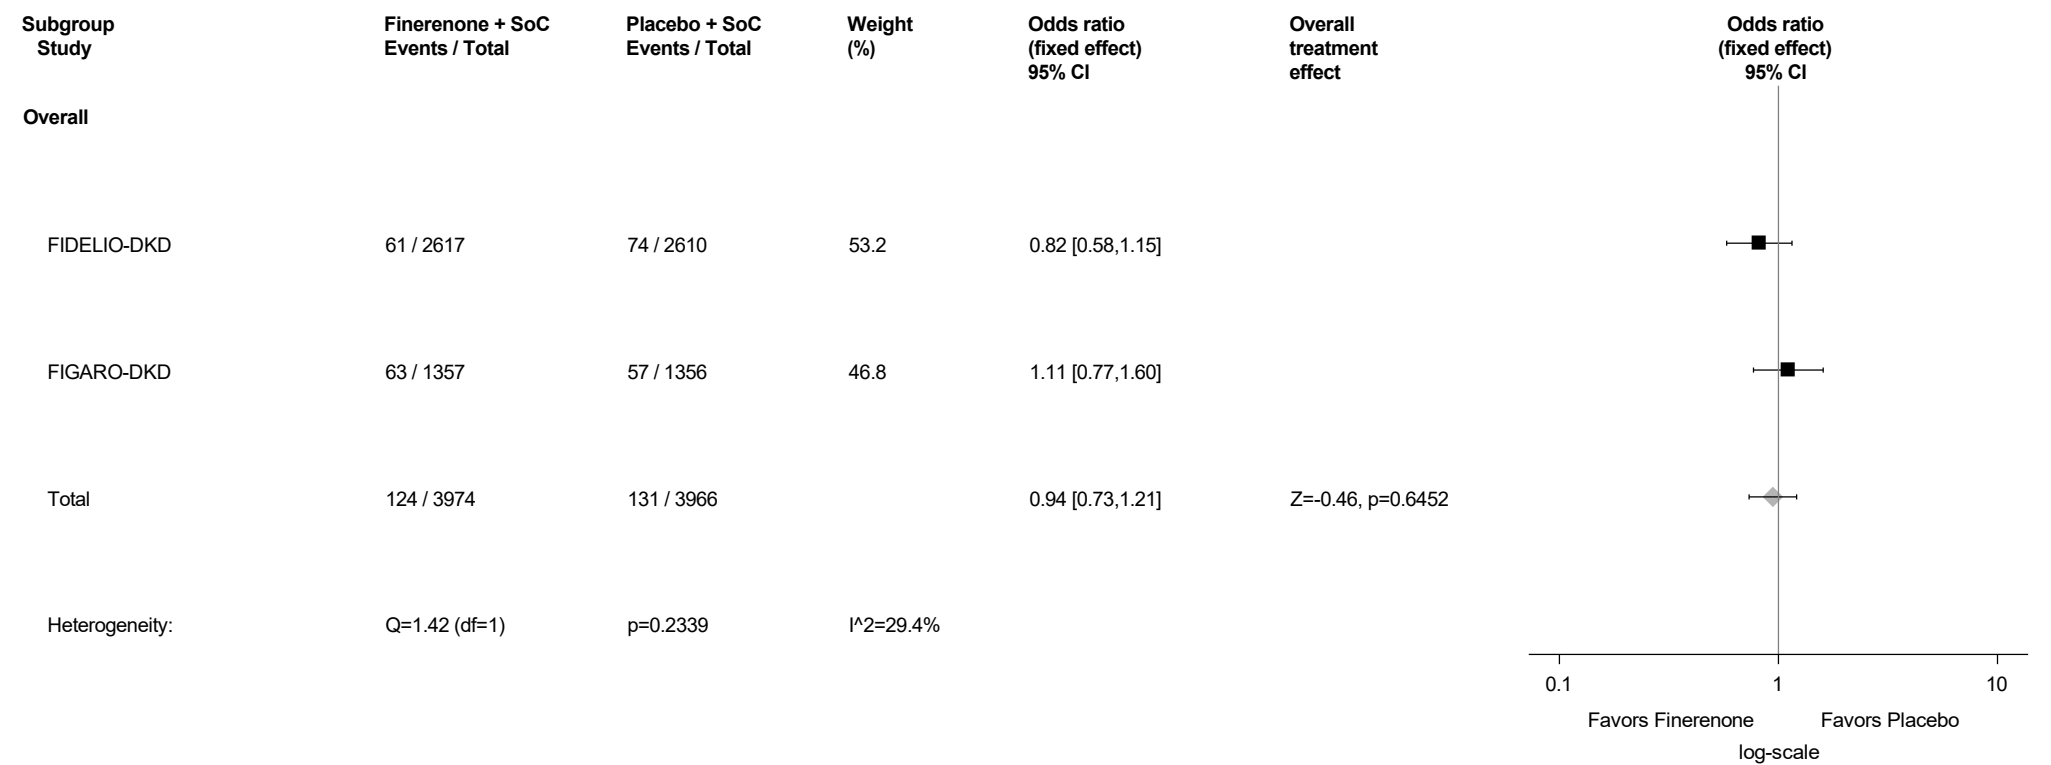 Subgroup Finerenone + SoC Placebo + SoC Weight Odds ratio Overall Odds ratio
Study Events / Total Events / Total (%) (fixed effect) treatment (fixed effect)
95% CI effect 95% CI
Overall
FIDELIO-DKD 61 / 2617 74 / 2610 53.2 0.82 [0.58,1.15]
FIGARO-DKD 63 / 1357 57 / 1356 46.8 1.11 [0.77,1.60]
Total 124 / 3974 131 / 3966 0.94 [0.73,1.21] Z=-0.46, p=0.6452
Heterogeneity: Q=1.42 (df=1) p=0.2339 I^2=29.4%
0.1 1 10
Favors Finerenone Favors Placebo
log-scale